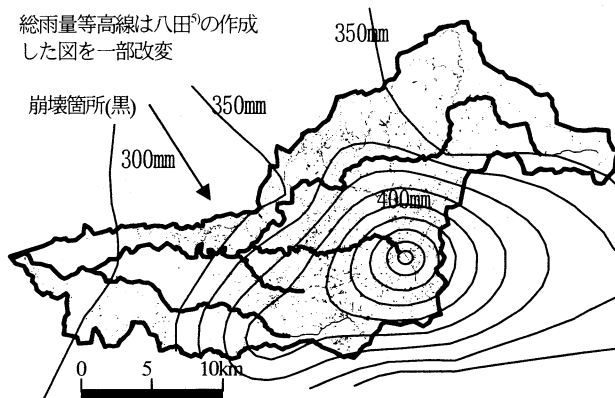 総雨量等高線は八田⁵⁾の作成
した図を一部改変
350mm
崩壊箇所(黒)
350mm
300mm
400mm
0 5 10km